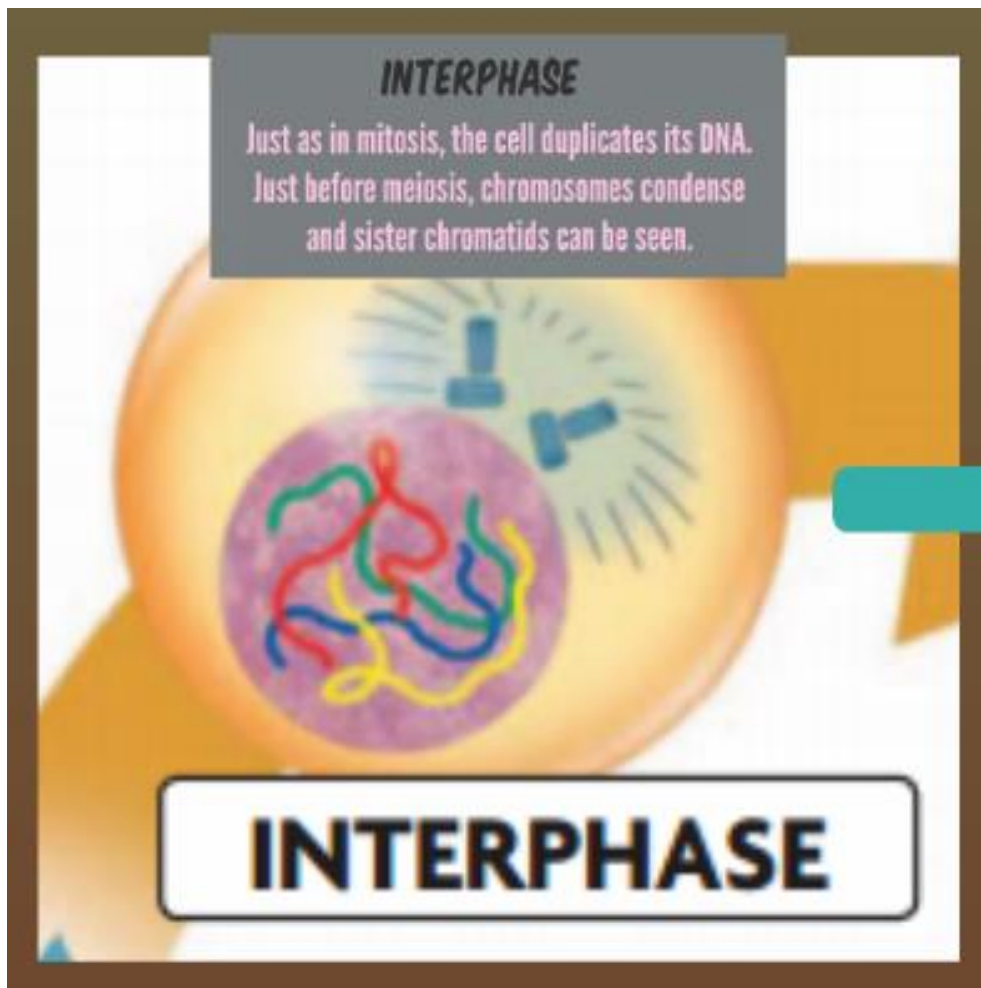 INTERPHASE
Just as in mitosis, the cell duplicates its DNA.
Just before meiosis, chromosomes condense
and sister chromatids can be seen.
INTERPHASE